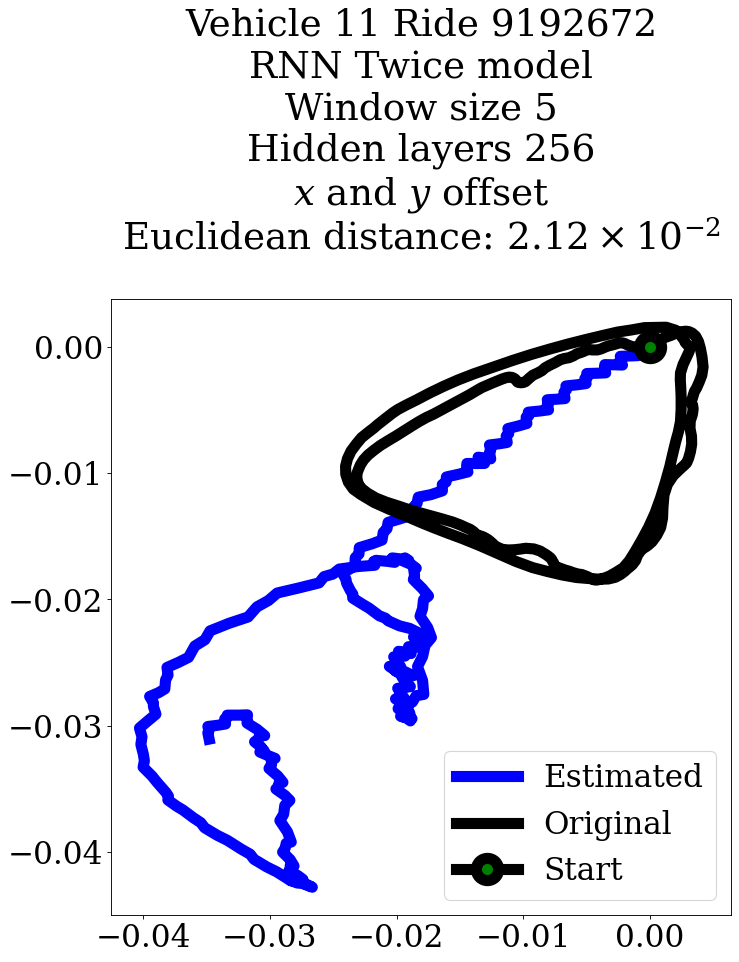 Vehicle 11 Ride 9192672
RNN Twice model
Window size 5
Hidden layers 256
x and y offset
Euclidean distance: 2.12 × 10⁻²
0.00
−0.01
−0.02
−0.03
−0.04
Estimated
Original
Start
−0.04 −0.03 −0.02 −0.01 0.00